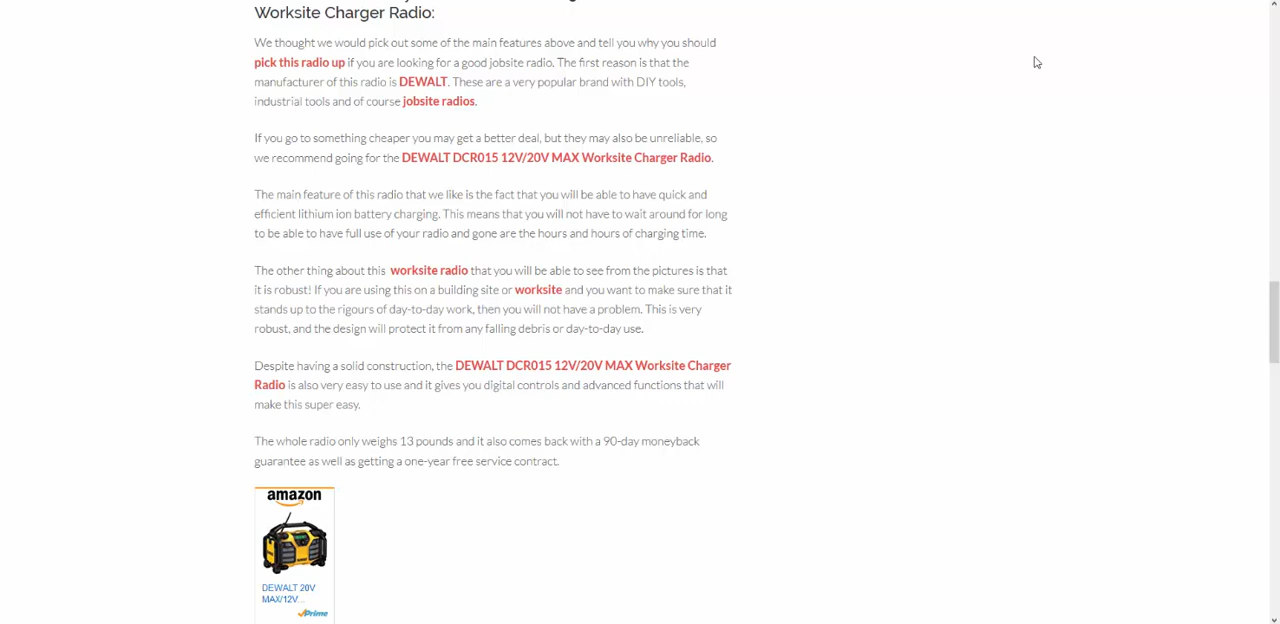 Worksite Charger Radio:
We thought we would pick out some of the main features above and tell you why you should
pick this radio up if you are looking for a good jobsite radio. The first reason is that the
manufacturer of this radio is DEWALT. These are a very popular brand with DIY tools,
industrial tools and of course jobsite radios.
If you go to something cheaper you may get a better deal, but they may also be unreliable, so
we recommend going for the DEWALT DCR015 12V/20V MAX Worksite Charger Radio.
The main feature of this radio that we like is the fact that you will be able to have quick and
efficient lithium ion battery charging. This means that you will not have to wait around for long
to be able to have full use of your radio and gone are the hours and hours of charging time.
The other thing about this worksite radio that you will be able to see from the pictures is that
it is robust! If you are using this on a building site or worksite and you want to make sure that it
stands up to the rigours of day-to-day work, then you will not have a problem. This is very
robust, and the design will protect it from any falling debris or day-to-day use.
Despite having a solid construction, the DEWALT DCR015 12V/20V MAX Worksite Charger
Radio is also very easy to use and it gives you digital controls and advanced functions that will
make this super easy.
The whole radio only weighs 13 pounds and it also comes back with a 90-day moneyback
guarantee as well as getting a one-year free service contract.
amazon
DEWALT 20V
MAX/12V...
Prime